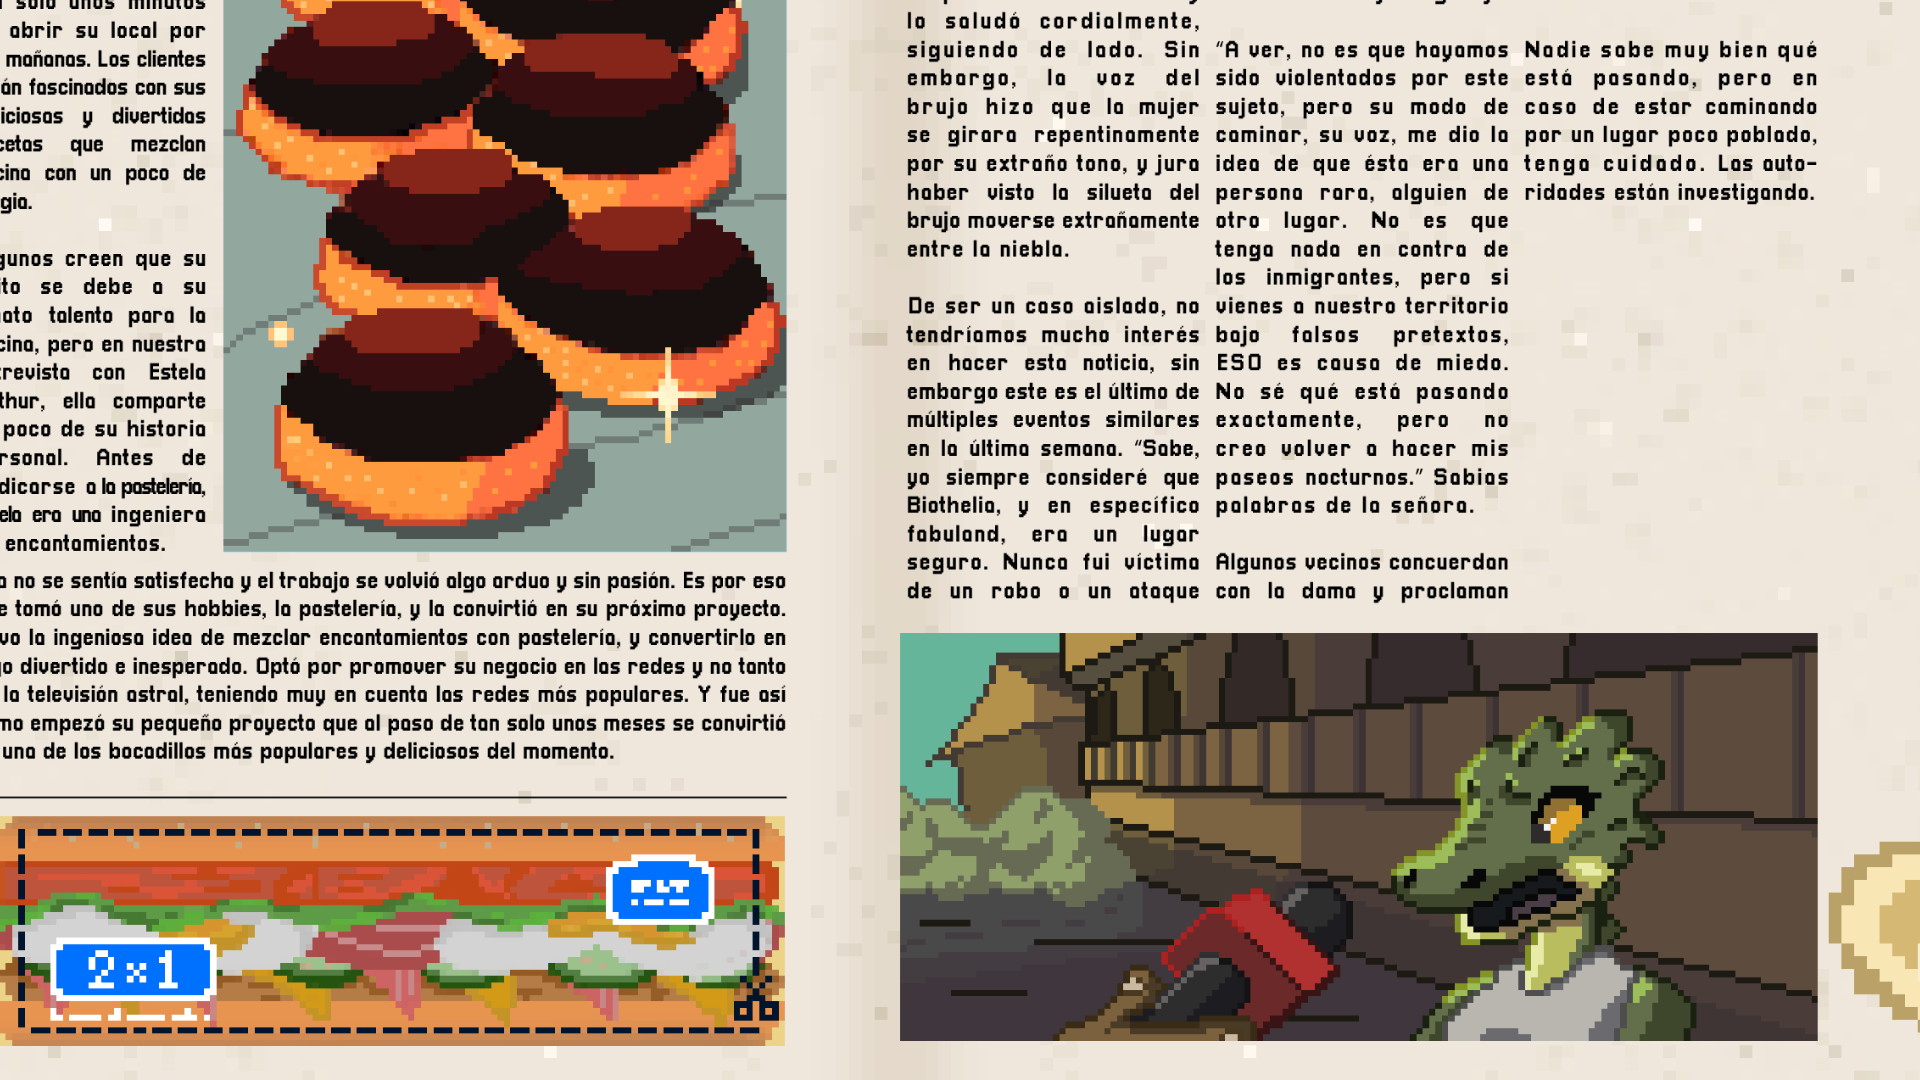 solo unos minutos
abrir su local por
mañanas. Los clientes
án fascinados con sus
iciosas y divertidas
cetas que mezclan
cina con un poco de
gia.
gunos creen que su
ito se debe a su
nato talento para la
cina, pero en nuestra
trevista con Estela
thur, ella comparte
poco de su historia
rsonal. Antes de
dicarse a la pastelería,
ela era una ingeniera
encantamientos.
a no se sentía satisfecha y el trabajo se volvió algo arduo y sin pasión. Es por eso
e tomó uno de sus hobbies, la pastelería, y la convirtió en su próximo proyecto.
vo la ingeniosa idea de mezclar encantamientos con pastelería, y convertirlo en
go divertido e inesperado. Optó por promover su negocio en las redes y no tanto
la televisión astral, teniendo muy en cuenta las redes más populares. Y fue así
mo empezó su pequeño proyecto que al paso de tan solo unos meses se convirtió
una de los bocadillos más populares y deliciosos del momento.
2x1
lo saludó cordialmente,
siguiendo de lado. Sin
embargo, la voz del
brujo hizo que la mujer
se girara repentinamente
por su extraño tono, y jura
haber visto la silueta del
brujo moverse extrañamente
entre la niebla.
De ser un caso aislado, no
tendríamos mucho interés
en hacer esta noticia, sin
embargo este es el último de
múltiples eventos similares
en la última semana. "Sabe,
yo siempre consideré que
Biothelia, y en específico
fabuland, era un lugar
seguro. Nunca fui víctima
de un robo o un ataque
"A ver, no es que hayamos
sido violentados por este
sujeto, pero su modo de
caminar, su voz, me dio la
idea de que ésta era una
persona rara, alguien de
otro lugar. No es que
tenga nada en contra de
los inmigrantes, pero si
vienes a nuestro territorio
bajo falsos pretextos,
ESO es causa de miedo.
No sé qué está pasando
exactamente, pero no
creo volver a hacer mis
paseos nocturnos." Sabias
palabras de la señora.
Algunos vecinos concuerdan
con la dama y proclaman
Nadie sabe muy bien qué
está pasando, pero en
caso de estar caminando
por un lugar poco poblado,
tenga cuidado. Las auto-
ridades están investigando.